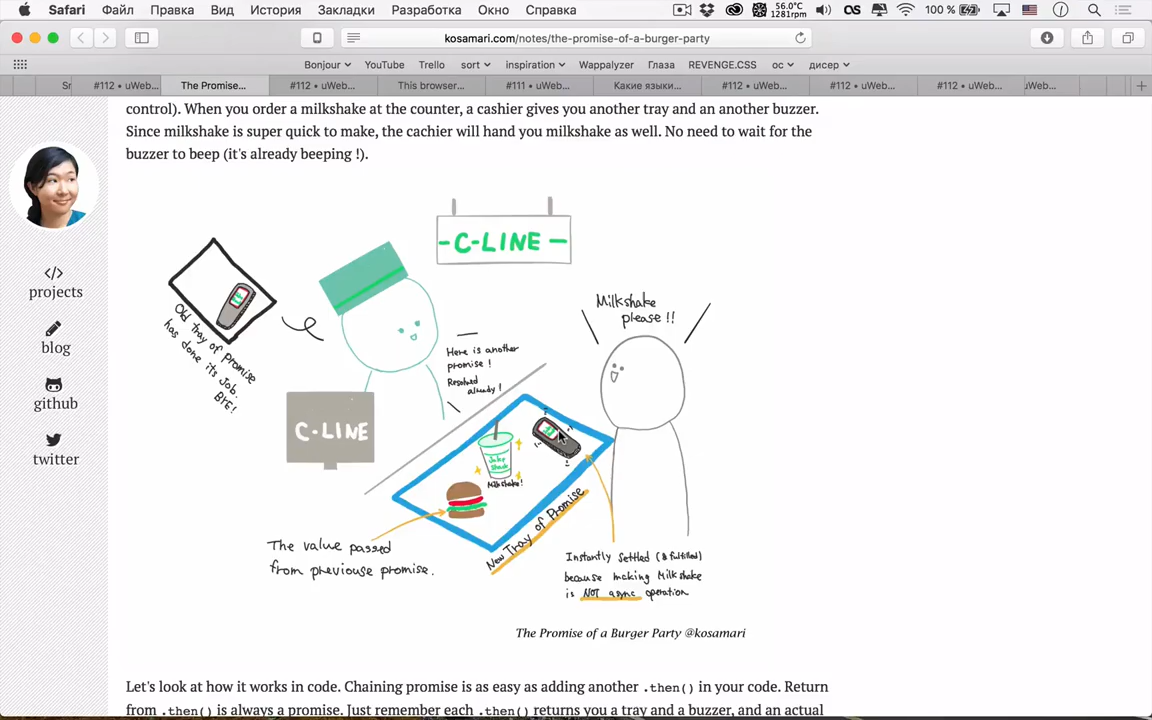 Safari Файл Правка Вид История Закладки Разработка Окно Справка 56.0°C 1281rpm 100 %
kosamari.com/notes/the-promise-of-a-burger-party
Bonjour YouTube Trello sort inspiration Wappalyzer Глаза REVENGE.CSS ос дисер
Sr #112 • uWeb... The Promise... #112 • uWeb... This browser... #111 • uWeb... Какие языки... #112 • uWeb... #112 • uWeb... #112 • uWeb... uWeb...
control). When you order a milkshake at the counter, a cashier gives you another tray and an another buzzer.
Since milkshake is super quick to make, the cachier will hand you milkshake as well. No need to wait for the
buzzer to beep (it's already beeping !).
- C-LINE -
Milkshake
please !!
Old tray of promise
has done its Job.
BYE!
Here is another
promise !
Resolved
already !
C-LINE
Milkshake!
New Tray of Promise
The value passed
from previouse promise.
Instantly Settled (& fulfilled)
because making Milkshake
is NOT async operation
The Promise of a Burger Party @kosamari
projects
blog
github
twitter
Let's look at how it works in code. Chaining promise is as easy as adding another .then() in your code. Return
from .then() is always a promise. Just remember each .then() returns you a tray and a buzzer, and an actual